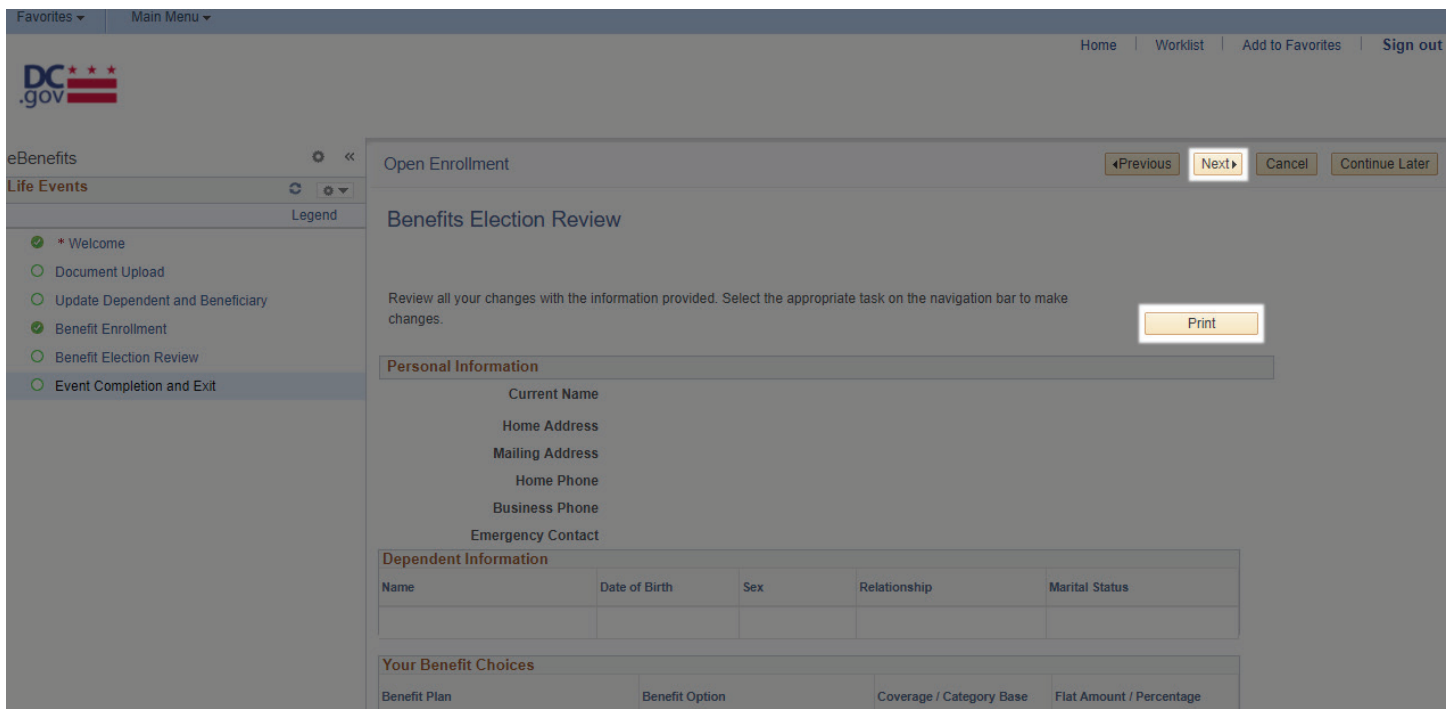 Favorites Main Menu
Home Worklist Add to Favorites Sign out
DC
.gov
eBenefits
Life Events
Legend
* Welcome
Document Upload
Update Dependent and Beneficiary
Benefit Enrollment
Benefit Election Review
Event Completion and Exit
Open Enrollment
Previous Next Cancel Continue Later
Benefits Election Review
Review all your changes with the information provided. Select the appropriate task on the navigation bar to make
changes.
Print
Personal Information
Current Name
Home Address
Mailing Address
Home Phone
Business Phone
Emergency Contact
Dependent Information
Name Date of Birth Sex Relationship Marital Status
Your Benefit Choices
Benefit Plan Benefit Option Coverage / Category Base Flat Amount / Percentage